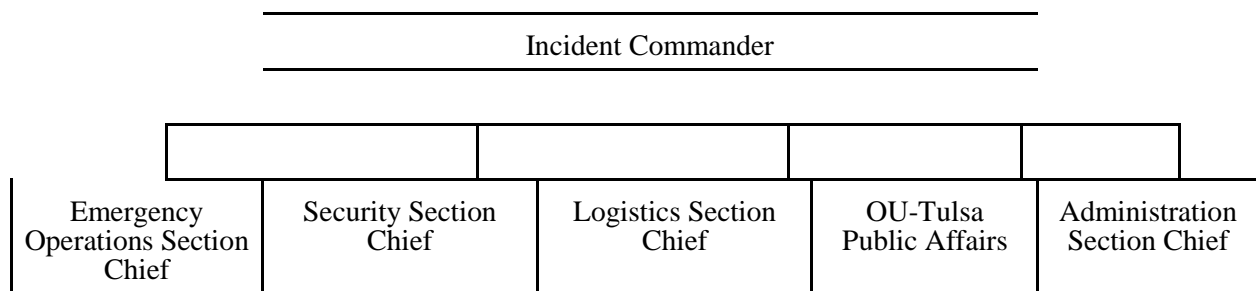 Incident Commander
Emergency
Operations Section
Chief
Security Section
Chief
Logistics Section
Chief
OU-Tulsa
Public Affairs
Administration
Section Chief